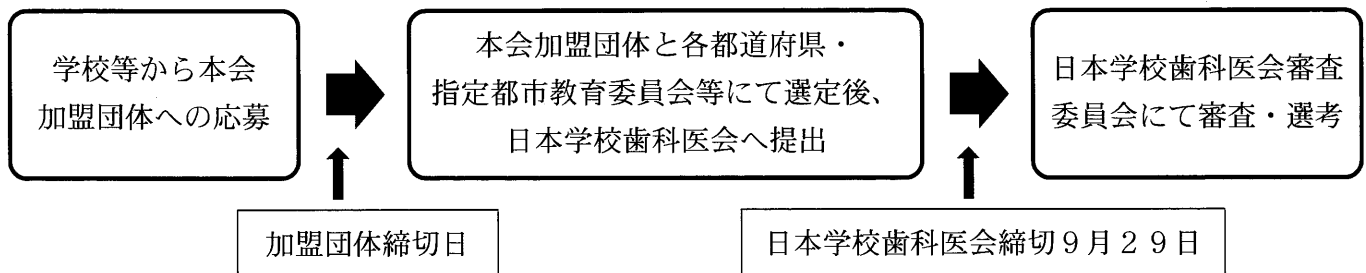 学校等から本会
加盟団体への応募
本会加盟団体と各都道府県・
指定都市教育委員会等にて選定後、
日本学校歯科医会へ提出
日本学校歯科医会審査
委員会にて審査・選考
加盟団体締切日
日本学校歯科医会締切９月２９日